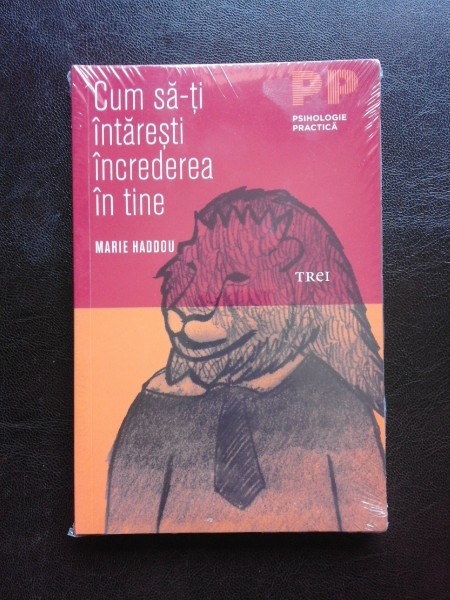 Cum să-ți
întărești
încrederea
în tine
MARIE HADDOU
PP
PSIHOLOGIE
PRACTICĂ
TREI